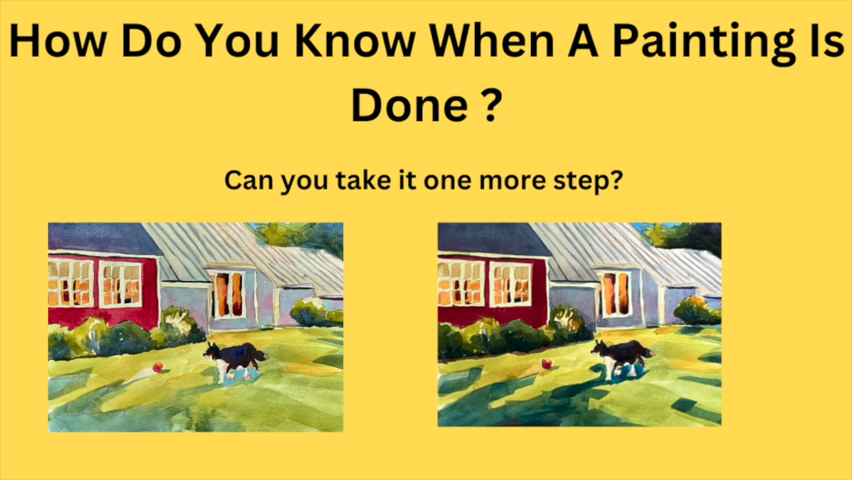 How Do You Know When A Painting Is
Done ?
Can you take it one more step?